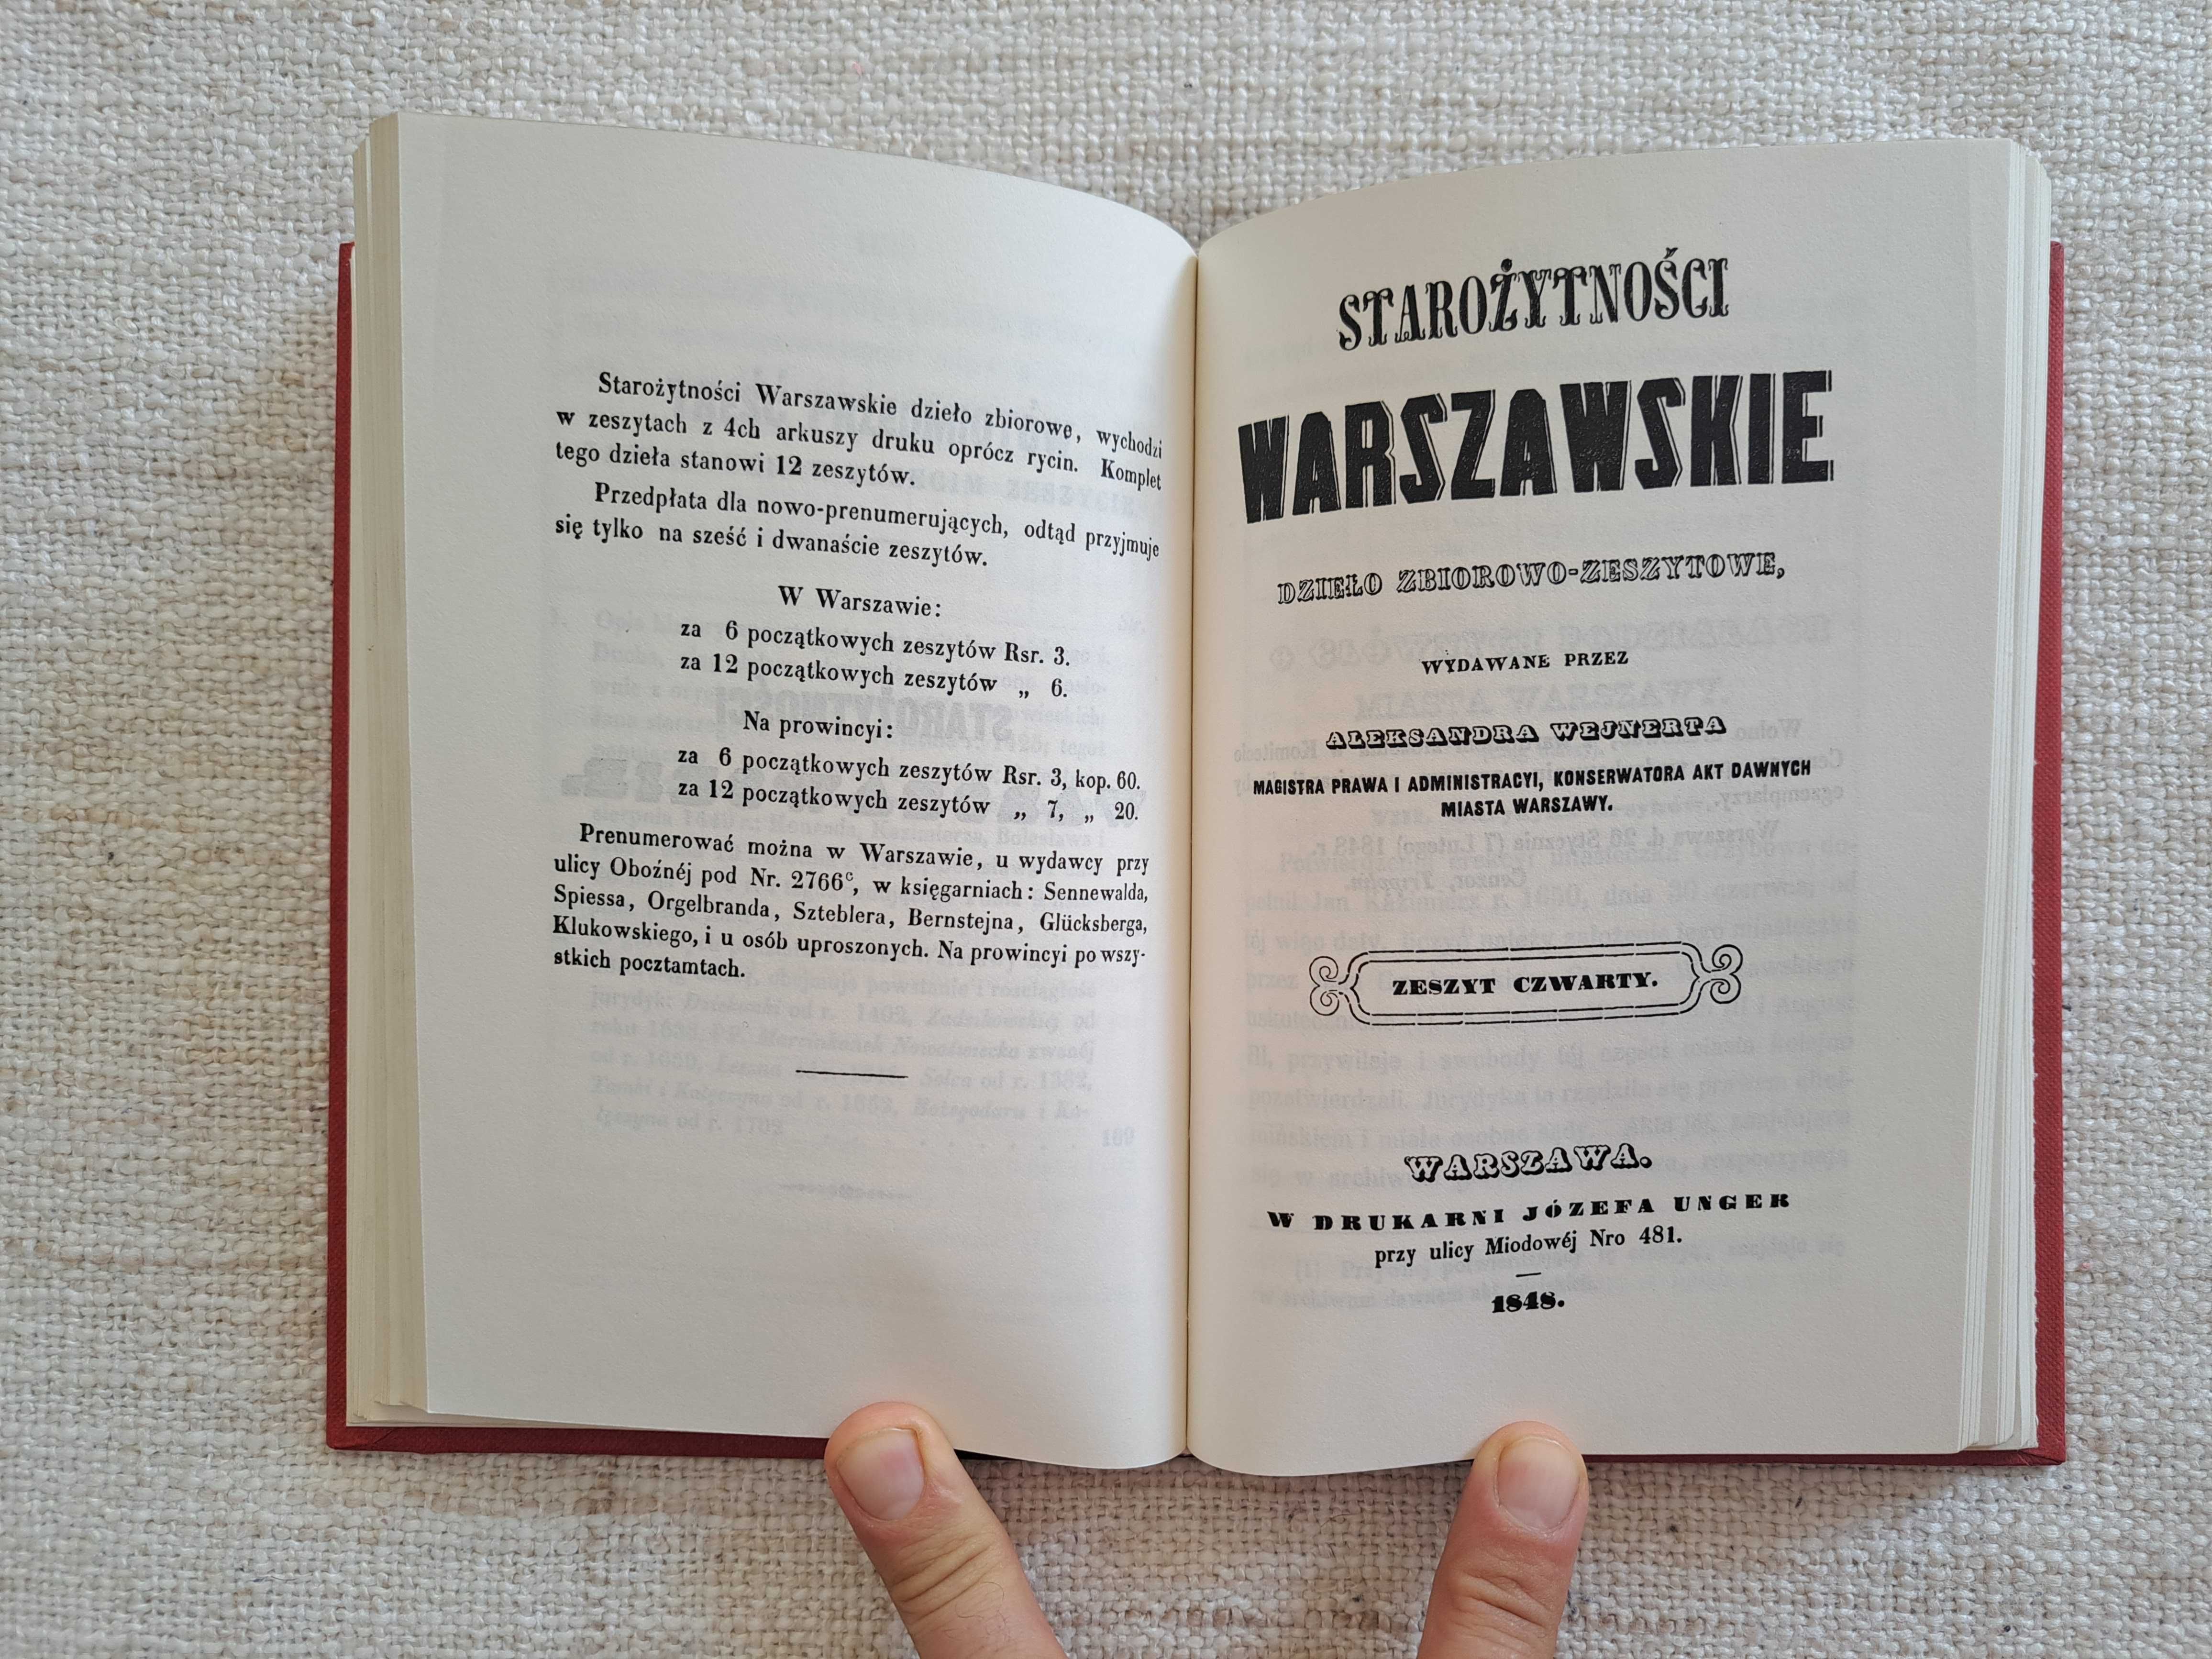 Starożytności Warszawskie dzieło zbiorowe, wychodzi
w zeszytach z 4ch arkuszy druku oprócz rycin. Komplet
tego dzieła stanowi 12 zeszytów.
Przedpłata dla nowo-prenumerujących, odtąd przyjmuje
się tylko na sześć i dwanaście zeszytów.
W Warszawie:
za 6 początkowych zeszytów Rsr. 3.
za 12 początkowych zeszytów „ 6.
Na prowincyi:
za 6 początkowych zeszytów Rsr. 3, kop. 60.
za 12 początkowych zeszytów „ 7, „ 20.
Prenumerować można w Warszawie, u wydawcy przy
ulicy Oboźnéj pod Nr. 2766c, w księgarniach: Sennewalda,
Spiessa, Orgelbranda, Szteblera, Bernstejna, Glücksberga,
Klukowskiego, i u osób uproszonych. Na prowincyi po wszy-
stkich pocztamtach.
STAROŻYTNOŚCI
WARSZAWSKIE
DZIEŁO ZBIOROWO-ZESZYTOWE,
WYDAWANE PRZEZ
ALEKSANDRA WEJNERTA
MAGISTRA PRAWA I ADMINISTRACYI, KONSERWATORA AKT DAWNYCH
MIASTA WARSZAWY.
ZESZYT CZWARTY.
WARSZAWA.
W DRUKARNI JÓZEFA UNGER
przy ulicy Miodowéj Nro 481.
1848.